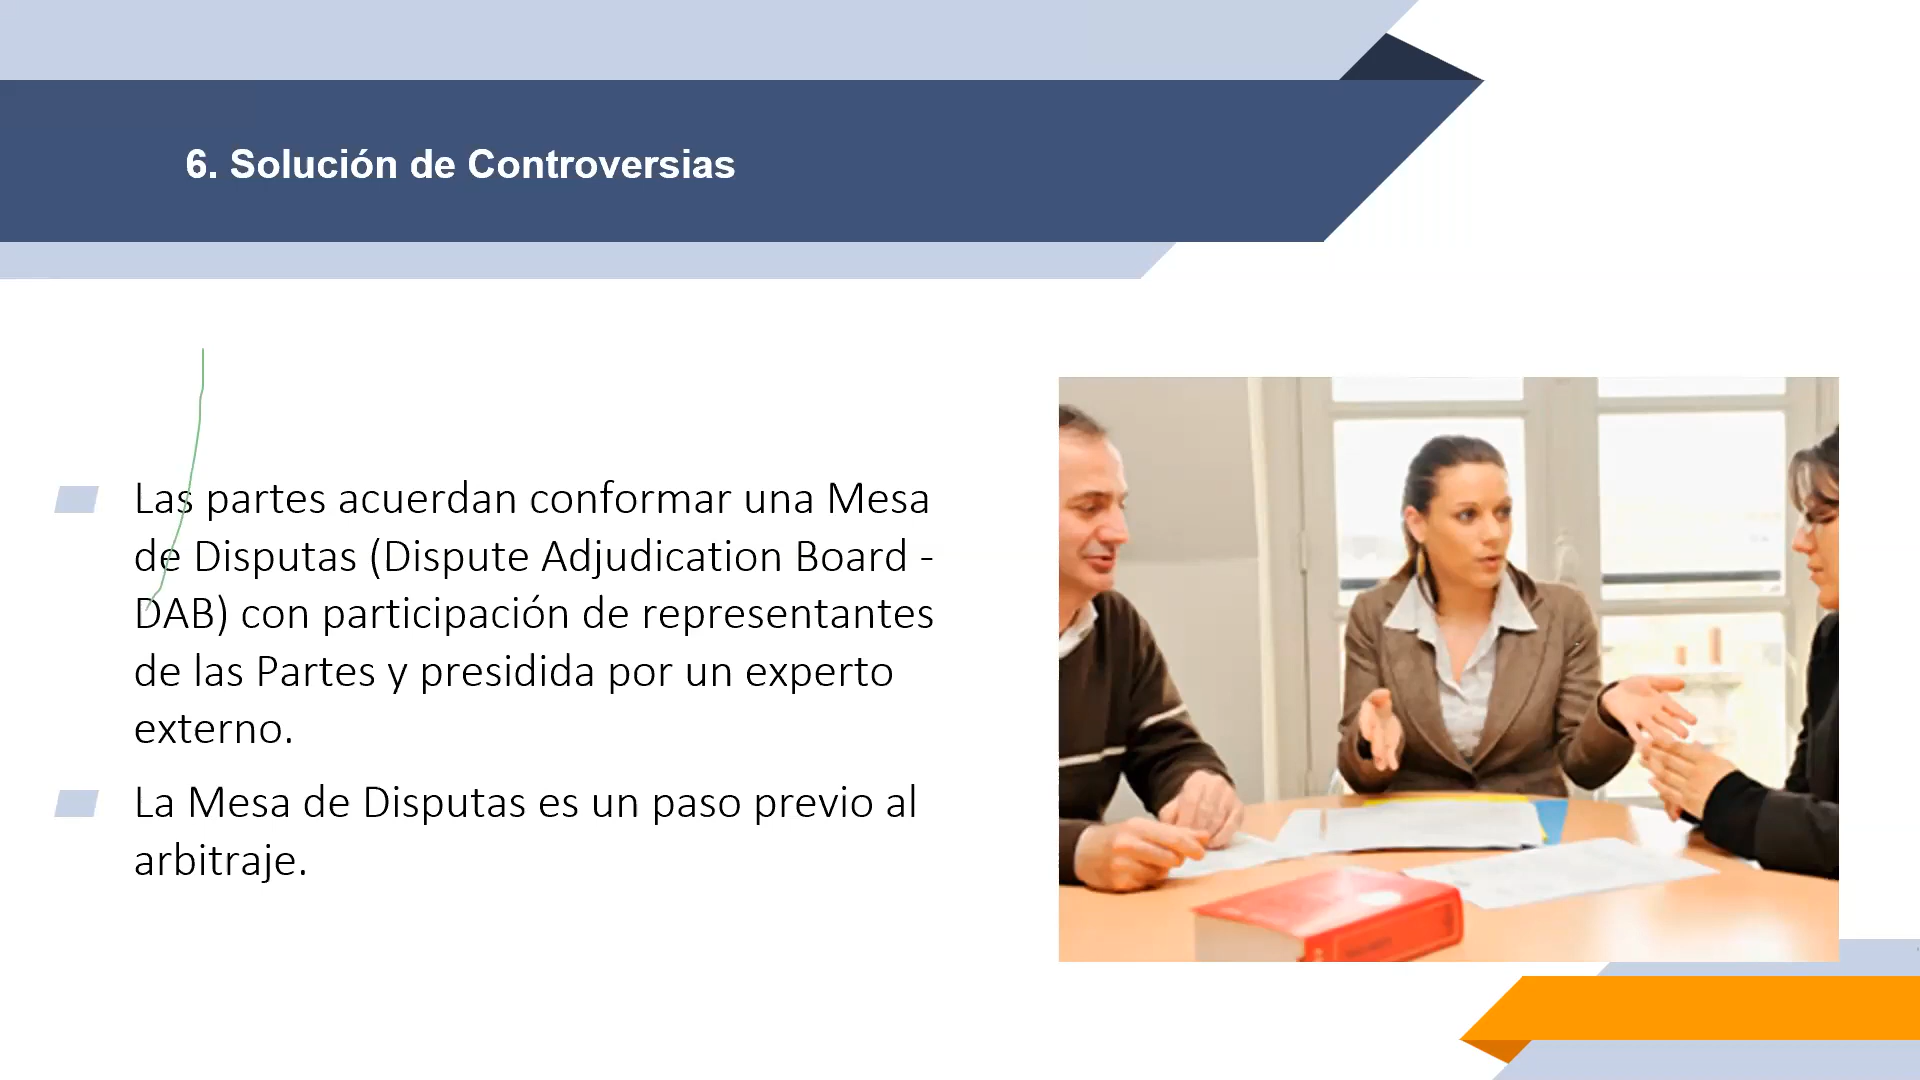 6. Solución de Controversias
Las partes acuerdan conformar una Mesa
de Disputas (Dispute Adjudication Board -
DAB) con participación de representantes
de las Partes y presidida por un experto
externo.
La Mesa de Disputas es un paso previo al
arbitraje.